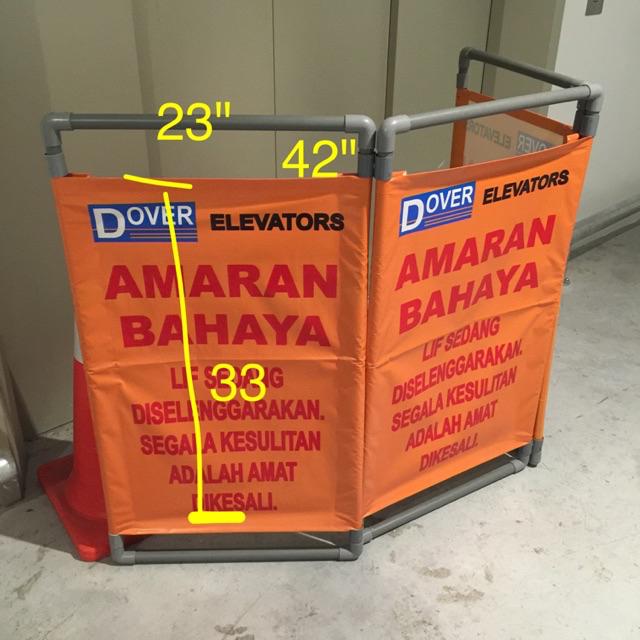 23"
42"
DOVER ELEVATORS
AMARAN
BAHAYA
LIF SEDANG
DISELENGGARAKAN.
SEGALA KESULITAN
ADALAH AMAT
DIKESALI.
33
DOVER ELEVATORS
AMARAN
BAHAYA
LIF SEDANG
DISELENGGARAKAN.
SEGALA KESULITAN
ADALAH AMAT
DIKESALI.
ELEVATORS